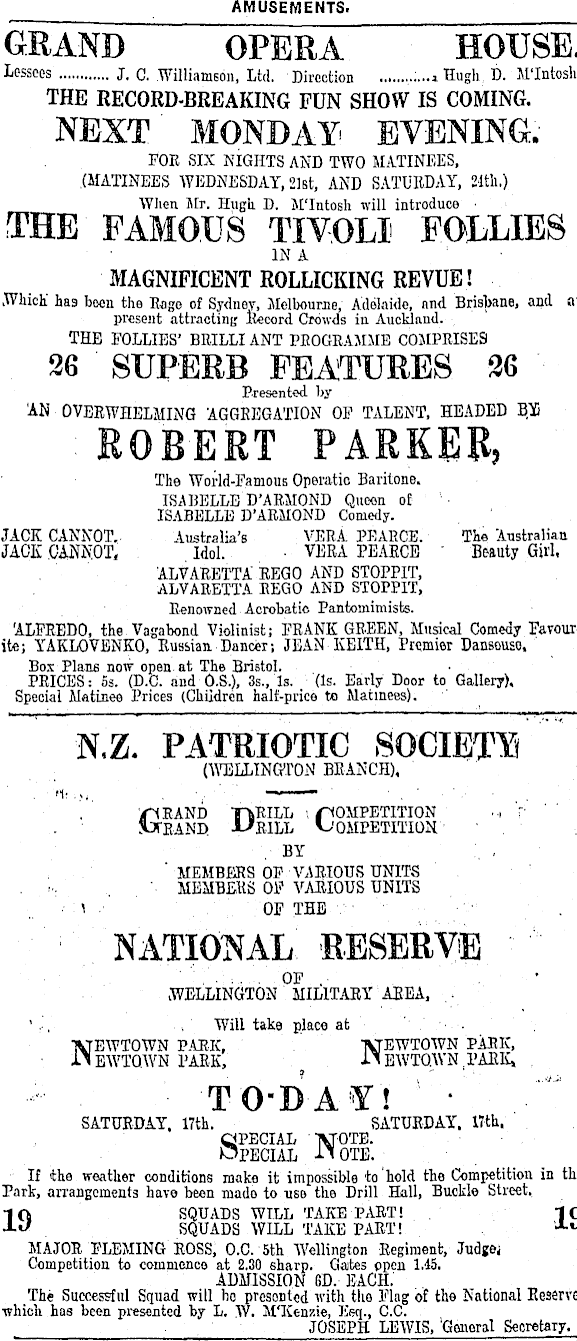 AMUSEMENTS.
GRAND OPERA HOUSE.
Lessees ............ J. C. Williamson, Ltd. Direction ............ Hugh D. M'Intosh
THE RECORD-BREAKING FUN SHOW IS COMING.
NEXT MONDAY EVENING.
FOR SIX NIGHTS AND TWO MATINEES,
(MATINEES WEDNESDAY, 21st, AND SATURDAY, 24th.)
When Mr. Hugh D. M'Intosh will introduce
THE FAMOUS TIVOLI FOLLIES
IN A
MAGNIFICENT ROLLICKING REVUE!
Which has been the Rage of Sydney, Melbourne, Adelaide, and Brisbane, and a
present attracting Record Crowds in Auckland.
THE FOLLIES' BRILLIANT PROGRAMME COMPRISES
26 SUPERB FEATURES 26
Presented by
AN OVERWHELMING AGGREGATION OF TALENT, HEADED BY
ROBERT PARKER,
The World-Famous Operatic Baritone.
ISABELLE D'ARMOND Queen of
ISABELLE D'ARMOND Comedy.
JACK CANNOT, Australia's VERA PEARCE. The Australian
JACK CANNOT, Idol. VERA PEARCE Beauty Girl.
ALVARETTA REGO AND STOPPIT,
ALVARETTA REGO AND STOPPIT,
Renowned Acrobatic Pantomimists.
ALFREDO, the Vagabond Violinist; FRANK GREEN, Musical Comedy Favour
ite; YAKLOVENKO, Russian Dancer; JEAN KEITH, Premier Danseuse.
Box Plans now open at The Bristol.
PRICES: 5s. (D.C. and O.S.), 3s., 1s. (1s. Early Door to Gallery).
Special Matinee Prices (Children half-price to Matinees).
N.Z. PATRIOTIC SOCIETY
(WELLINGTON BRANCH).
GRAND DRILL COMPETITION
GRAND DRILL COMPETITION
BY
MEMBERS OF VARIOUS UNITS
MEMBERS OF VARIOUS UNITS
OF THE
NATIONAL RESERVE
OF
WELLINGTON MILITARY AREA,
Will take place at
NEWTOWN PARK, NEWTOWN PARK,
NEWTOWN PARK, NEWTOWN PARK,
TO-DAY!
SATURDAY, 17th. SATURDAY, 17th.
SPECIAL NOTE.
SPECIAL NOTE.
If the weather conditions make it impossible to hold the Competition in th
Park, arrangements have been made to use the Drill Hall, Buckle Street.
19 SQUADS WILL TAKE PART! 19
SQUADS WILL TAKE PART!
MAJOR FLEMING ROSS, O.C. 5th Wellington Regiment, Judge.
Competition to commence at 2.30 sharp. Gates open 1.45.
ADMISSION 6D. EACH.
The Successful Squad will be presented with the Flag of the National Reserve
which has been presented by L. W. M'Kenzie, Esq., C.C.
JOSEPH LEWIS, General Secretary.